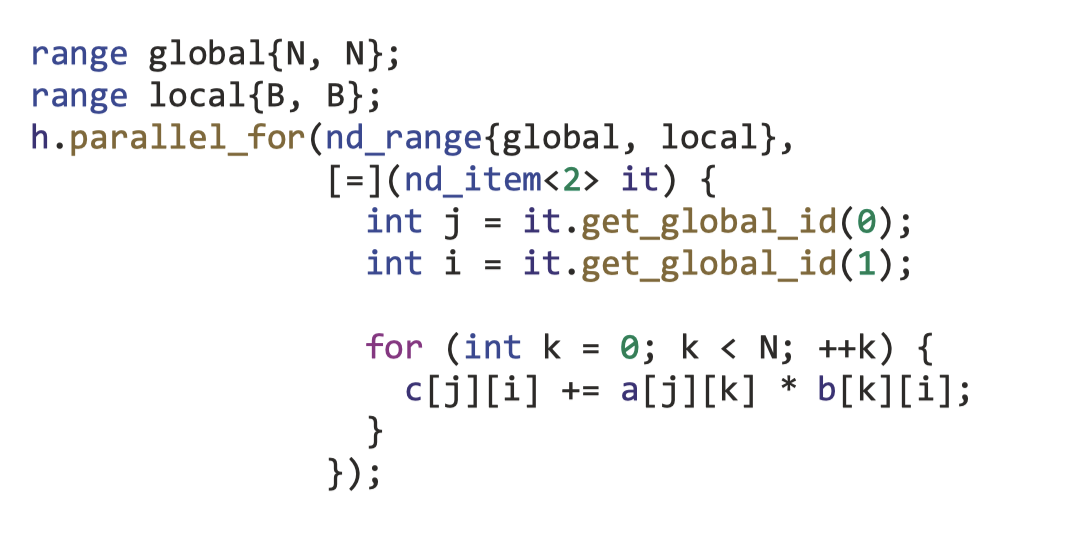 range global{N, N};
range local{B, B};
h.parallel_for(nd_range{global, local},
               [=](nd_item<2> it) {
                 int j = it.get_global_id(0);
                 int i = it.get_global_id(1);

                 for (int k = 0; k < N; ++k) {
                   c[j][i] += a[j][k] * b[k][i];
                 }
               });